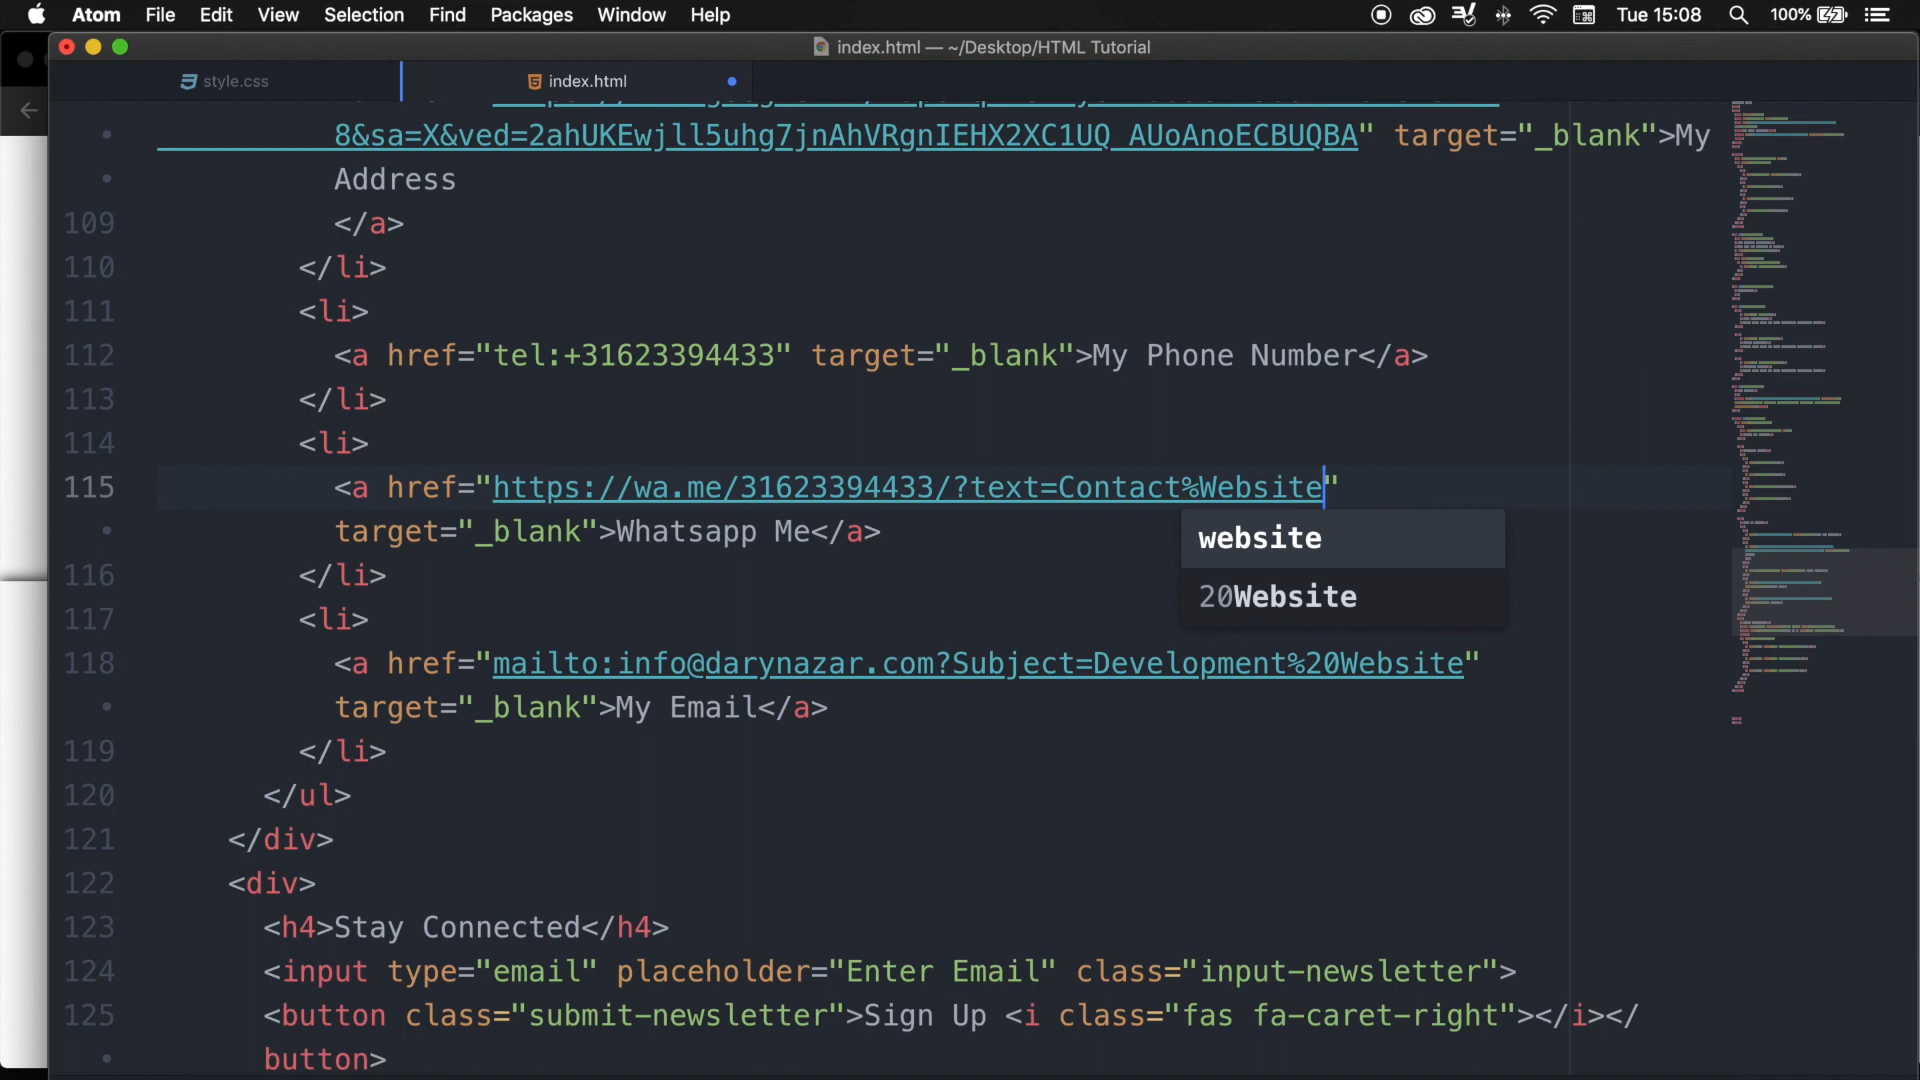 Atom File Edit View Selection Find Packages Window Help Tue 15:08 100%
index.html — ~/Desktop/HTML Tutorial
style.css index.html
8&sa=X&ved=2ahUKEwjll5uhg7jnAhVRgnIEHX2XC1UQ_AUoAnoECBUQBA" target="_blank">My
Address
109 </a>
110 </li>
111 <li>
112 <a href="tel:+31623394433" target="_blank">My Phone Number</a>
113 </li>
114 <li>
115 <a href="https://wa.me/31623394433/?text=Contact%Website"
target="_blank">Whatsapp Me</a>
website
116 </li>
20Website
117 <li>
118 <a href="mailto:info@darynazar.com?Subject=Development%20Website"
target="_blank">My Email</a>
119 </li>
120 </ul>
121 </div>
122 <div>
123 <h4>Stay Connected</h4>
124 <input type="email" placeholder="Enter Email" class="input-newsletter">
125 <button class="submit-newsletter">Sign Up <i class="fas fa-caret-right"></i></
button>